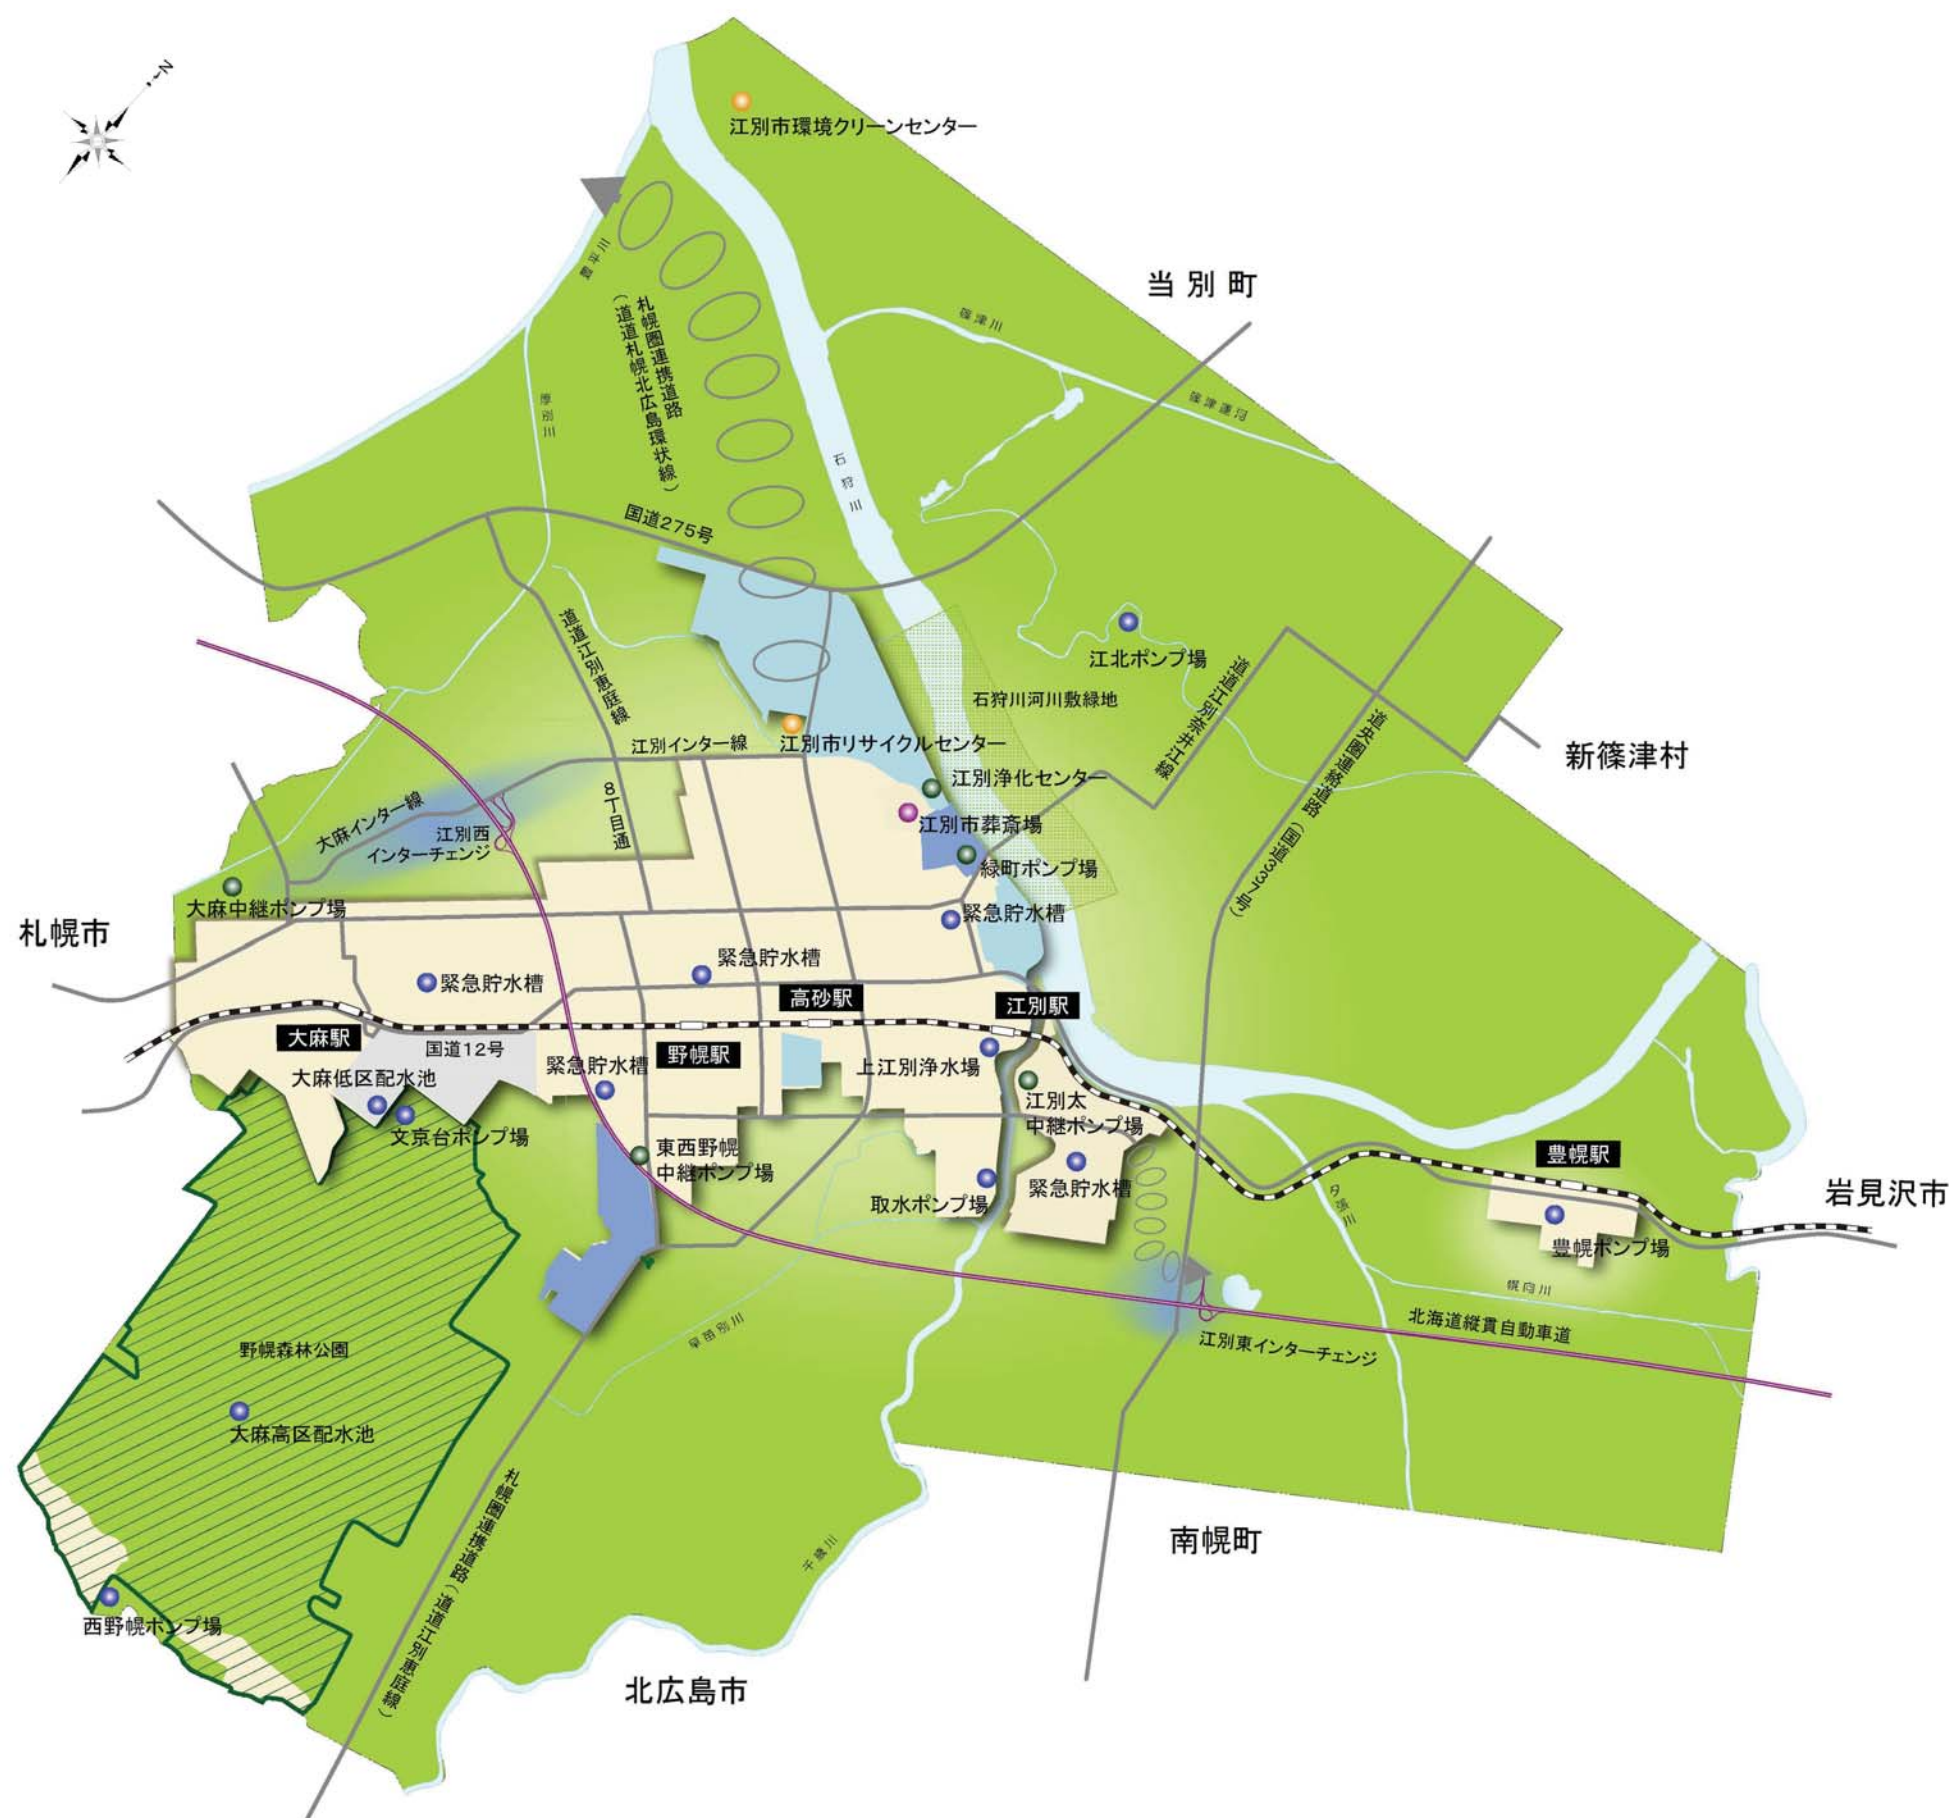 N
江別市環境クリーンセンター
当別町
札幌圏連携道路
（道道札幌北広島環状線）
篠津川
篠津運河
厚別川
石狩川
国道275号
道道江別恵庭線
江北ポンプ場
石狩川河川敷緑地
道道江別奈井江線
道央圏連絡道路（国道337号）
新篠津村
江別インター線
江別市リサイクルセンター
江別浄化センター
8丁目通
大麻インター線
江別西
インターチェンジ
江別市葬斎場
緑町ポンプ場
大麻中継ポンプ場
緊急貯水槽
札幌市
緊急貯水槽
緊急貯水槽
高砂駅
江別駅
大麻駅
国道12号
野幌駅
緊急貯水槽
上江別浄水場
大麻低区配水池
文京台ポンプ場
江別太
中継ポンプ場
東西野幌
中継ポンプ場
取水ポンプ場
緊急貯水槽
豊幌駅
岩見沢市
夕張川
豊幌ポンプ場
幌向川
北海道縦貫自動車道
江別東インターチェンジ
早苗別川
野幌森林公園
大麻高区配水池
札幌圏連携道路（道道江別恵庭線）
千歳川
南幌町
西野幌ポンプ場
北広島市